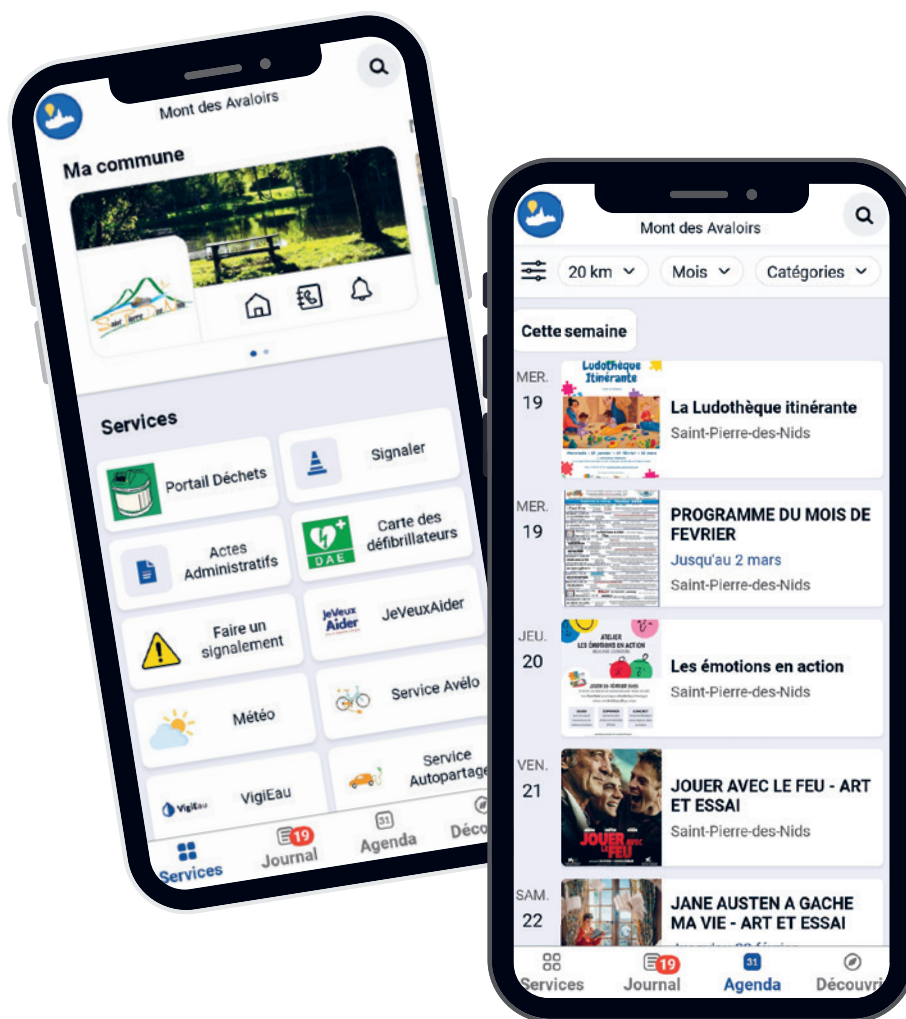 Mont des Avaloirs
Ma commune
Saint Pierre Des Nids
Services
Portail Déchets
Signaler
Actes
Administratifs
DAE
Carte des
défibrillateurs
Faire un
signalement
JeVeux
Aider
JeVeuxAider
Météo
Service Avélo
VigiEau
VigiEau
Service
Autopartage
Services
19
Journal
31
Agenda
Déco
Mont des Avaloirs
20 km
Mois
Catégories
Cette semaine
MER.
19
Ludothèque
Itinérante
La Ludothèque itinérante
Saint-Pierre-des-Nids
MER.
19
PROGRAMME DU MOIS DE
FEVRIER
Jusqu'au 2 mars
Saint-Pierre-des-Nids
JEU.
20
ATELIER
LES ÉMOTIONS EN ACTION
Les émotions en action
Saint-Pierre-des-Nids
VEN.
21
JOUER AVEC
LE FEU
JOUER AVEC LE FEU - ART
ET ESSAI
Saint-Pierre-des-Nids
SAM.
22
JANE AUSTEN A GACHE
MA VIE - ART ET ESSAI
Services
19
Journal
31
Agenda
Découvri